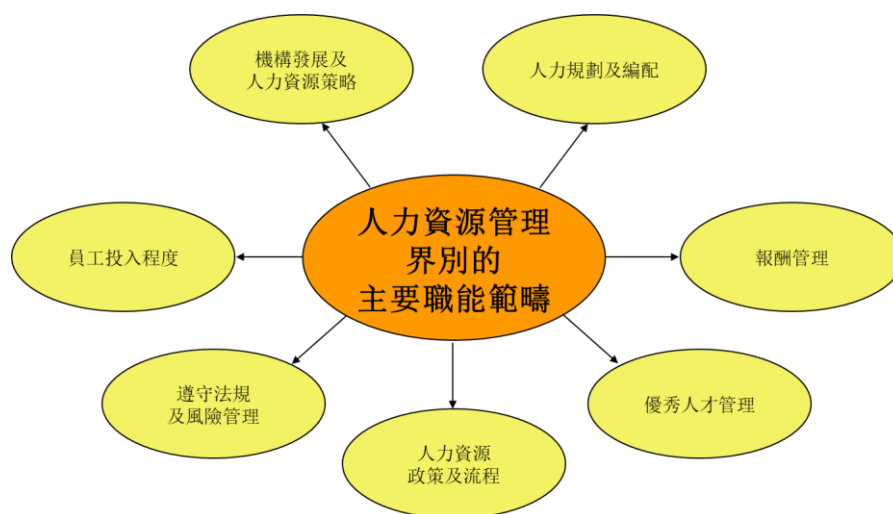 機構發展及
人力資源策略
人力規劃及編配
人力資源管理
界別的
主要職能範疇
員工投入程度
報酬管理
遵守法規
及風險管理
優秀人才管理
人力資源
政策及流程